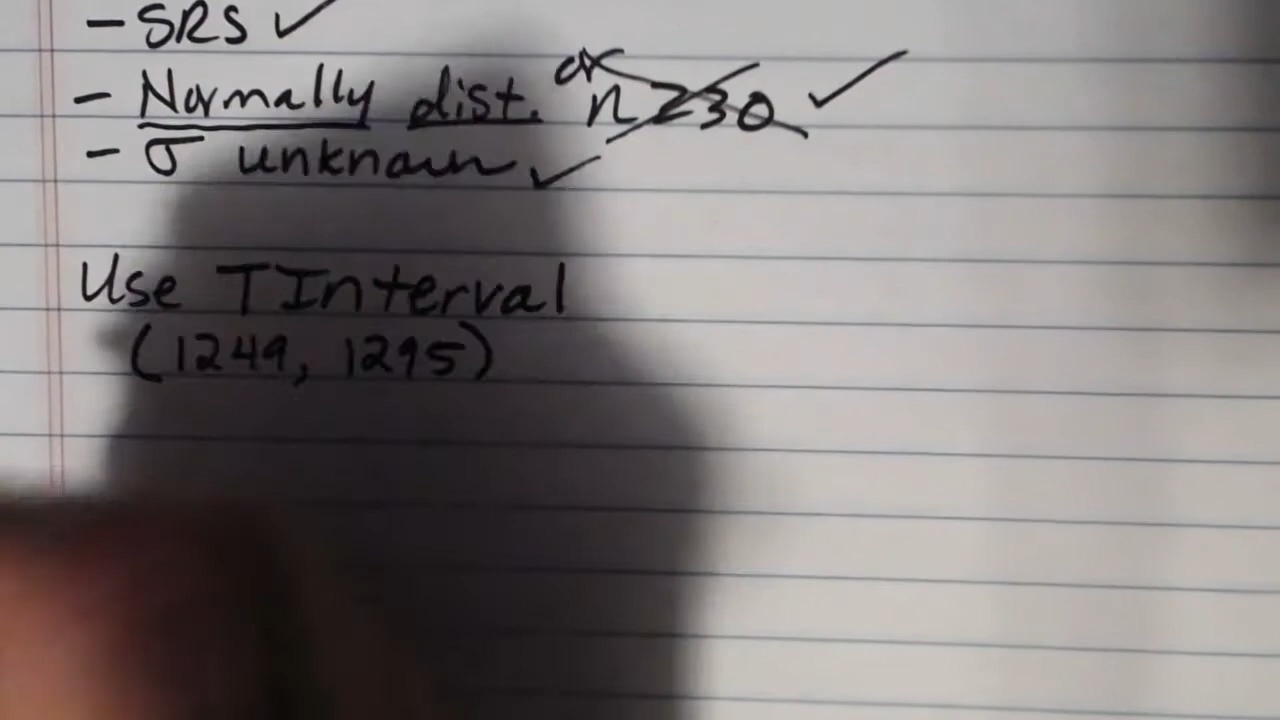 - SRS ✓
- Normally dist. or n ≥ 30 ✓
- σ unknown ✓
Use TInterval
(1249, 1295)